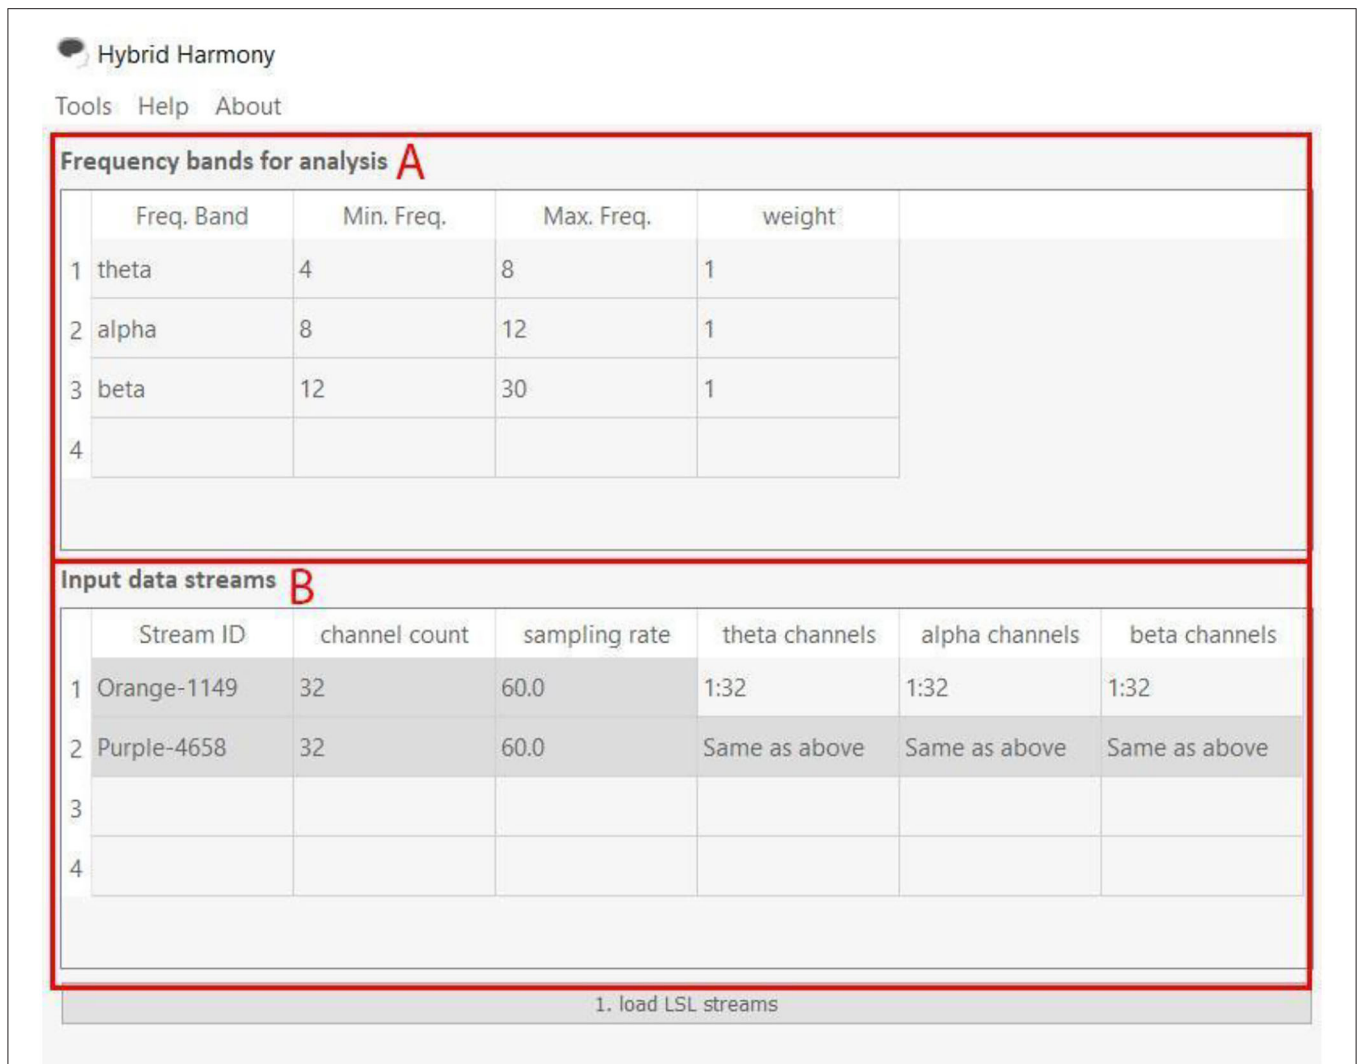 Hybrid Harmony
Tools Help About
Frequency bands for analysis A
Freq. Band Min. Freq. Max. Freq. weight
1 theta 4 8 1
2 alpha 8 12 1
3 beta 12 30 1
4
Input data streams B
Stream ID channel count sampling rate theta channels alpha channels beta channels
1 Orange-1149 32 60.0 1:32 1:32 1:32
2 Purple-4658 32 60.0 Same as above Same as above Same as above
3
4
1. load LSL streams